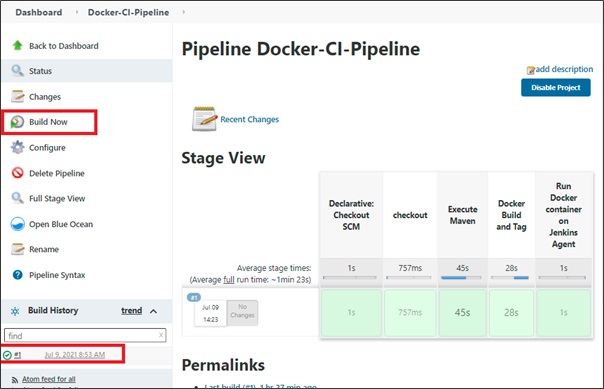 Dashboard
Docker-CI-Pipeline
Back to Dashboard
Status
Changes
Build Now
Configure
Delete Pipeline
Full Stage View
Open Blue Ocean
Rename
Pipeline Syntax
Build History
trend
find
x
#1
Jul 9, 2021 8:53 AM
Atom feed for all
Pipeline Docker-CI-Pipeline
add description
Disable Project
Recent Changes
Stage View
Declarative:
Checkout
SCM
checkout
Execute
Maven
Docker
Build
and Tag
Run
Docker
container
on
Jenkins
Agent
Average stage times:
(Average full run time: ~1min 23s)
1s
757ms
45s
28s
1s
#1
Jul 09
14:23
No
Changes
1s
757ms
45s
28s
1s
Permalinks
Last build (#1), 1 hr 27 min ago